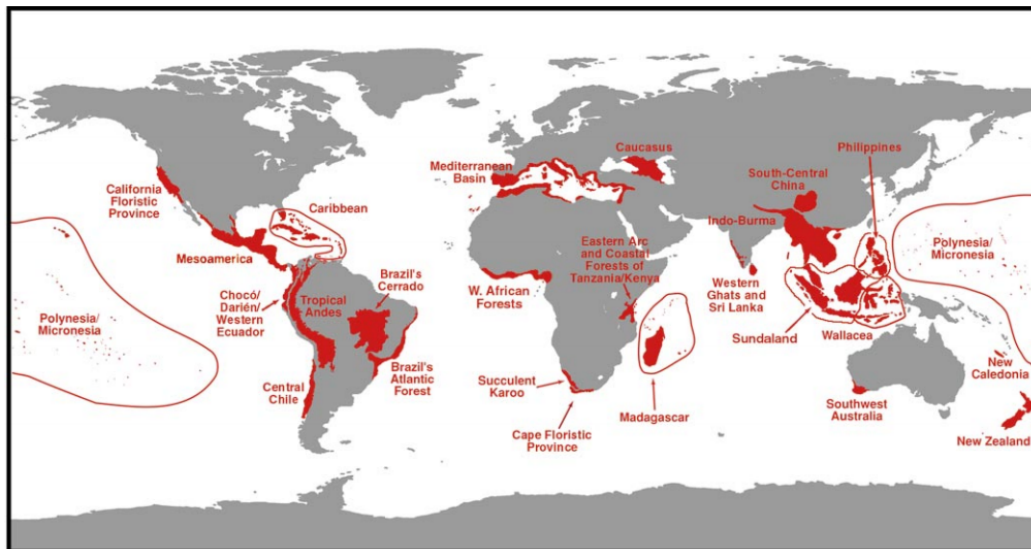 Philippines
Caucasus
Mediterranean
Basin
South-Central
China
California
Floristic
Province
Caribbean
Indo-Burma
Polynesia/
Micronesia
Mesoamerica
Eastern Arc
and Coastal
Forests of
Tanzania/Kenya
Brazil's
Cerrado
W. African
Forests
Western
Ghats and
Sri Lanka
Chocó/
Darién/
Western
Ecuador
Tropical
Andes
Polynesia/
Micronesia
Sundaland
Wallacea
New
Caledonia
Brazil's
Atlantic
Forest
Central
Chile
Succulent
Karoo
Madagascar
Southwest
Australia
Cape Floristic
Province
New Zealand